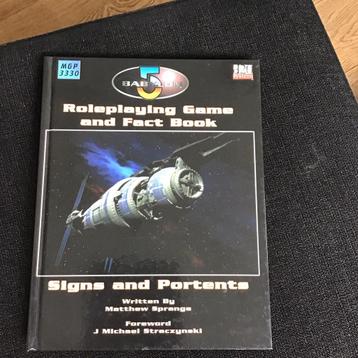 MGP
3330
BABYLON
5
Roleplaying Game
and Fact Book
Signs and Portents
Written By
Matthew Sprange
Foreword
J Michael Straczynski